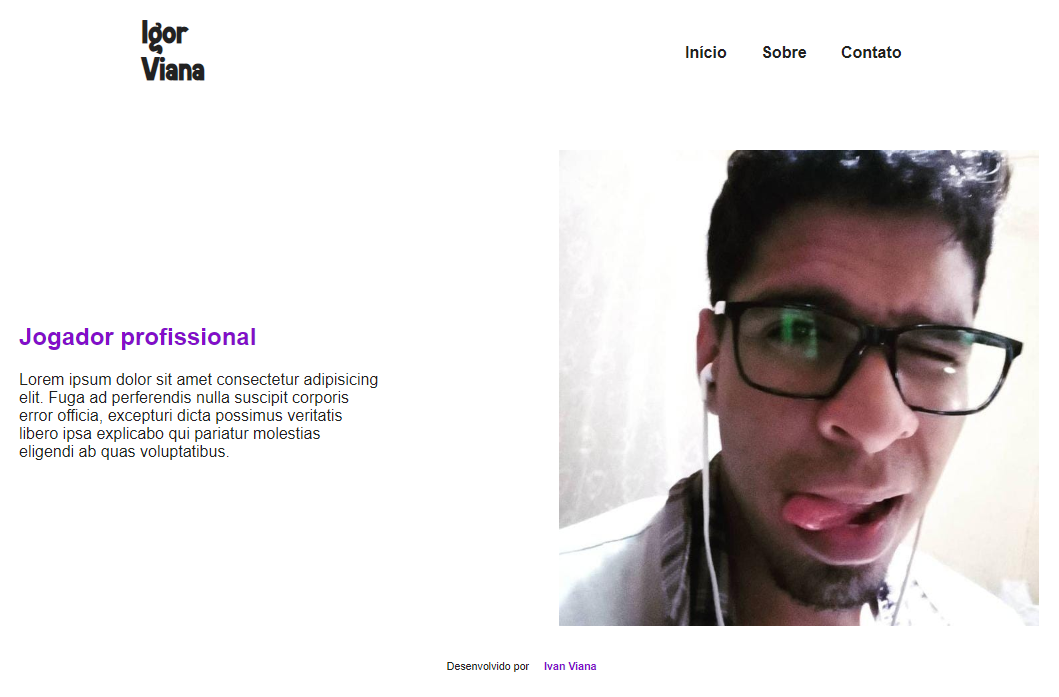 Igor
Viana
Início Sobre Contato
Jogador profissional
Lorem ipsum dolor sit amet consectetur adipisicing
elit. Fuga ad perferendis nulla suscipit corporis
error officia, excepturi dicta possimus veritatis
libero ipsa explicabo qui pariatur molestias
eligendi ab quas voluptatibus.
Desenvolvido por Ivan Viana